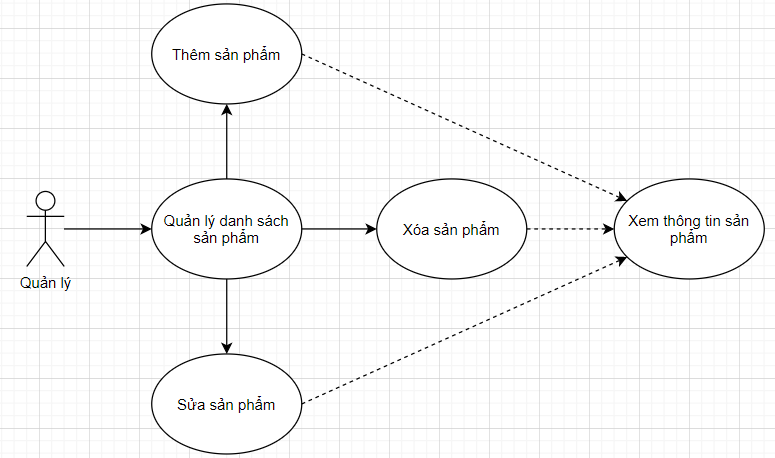 Thêm sản phẩm
Quản lý danh sách
sản phẩm
Xóa sản phẩm
Xem thông tin sản
phẩm
Quản lý
Sửa sản phẩm